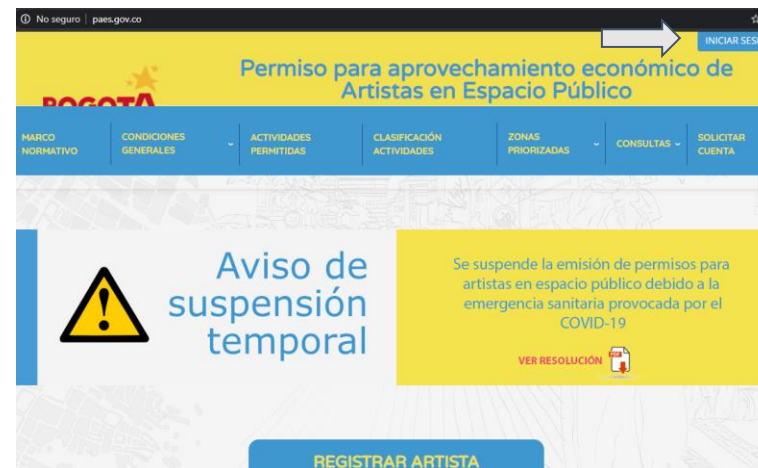 No seguro | paes.gov.co
INICIAR SESI
Permiso para aprovechamiento económico de
Artistas en Espacio Público
BOGOTA
MARCO NORMATIVO
CONDICIONES GENERALES
ACTIVIDADES PERMITIDAS
CLASIFICACIÓN ACTIVIDADES
ZONAS PRIORIZADAS
CONSULTAS
SOLICITAR CUENTA
Aviso de
suspensión
temporal
Se suspende la emisión de permisos para
artistas en espacio público debido a la
emergencia sanitaria provocada por el
COVID-19
VER RESOLUCIÓN
PDF
REGISTRAR ARTISTA